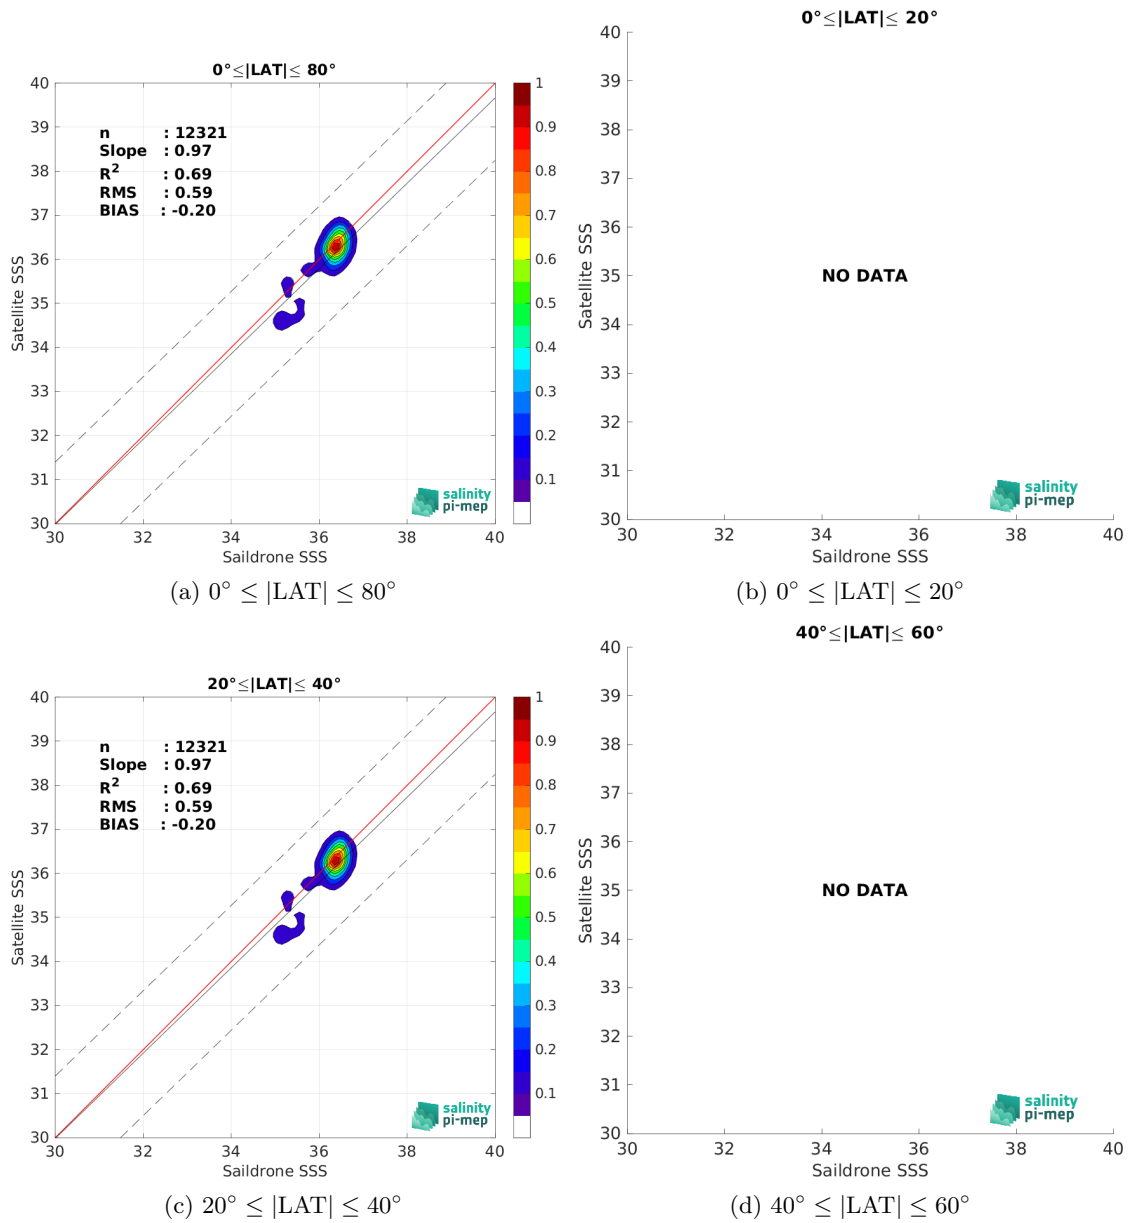 0°≤|LAT|≤ 80°
40
39
38
37
36
35
34
33
32
31
30
Satellite SSS
n : 12321
Slope : 0.97
R² : 0.69
RMS : 0.59
BIAS : -0.20
salinity
pi-mep
30 32 34 36 38 40
Saildrone SSS
1
0.9
0.8
0.7
0.6
0.5
0.4
0.3
0.2
0.1
(a) 0° ≤ |LAT| ≤ 80°
0°≤|LAT|≤ 20°
40
39
38
37
36
35
34
33
32
31
30
Satellite SSS
NO DATA
salinity
pi-mep
30 32 34 36 38 40
Saildrone SSS
(b) 0° ≤ |LAT| ≤ 20°
20°≤|LAT|≤ 40°
40
39
38
37
36
35
34
33
32
31
30
Satellite SSS
n : 12321
Slope : 0.97
R² : 0.69
RMS : 0.59
BIAS : -0.20
salinity
pi-mep
30 32 34 36 38 40
Saildrone SSS
1
0.9
0.8
0.7
0.6
0.5
0.4
0.3
0.2
0.1
(c) 20° ≤ |LAT| ≤ 40°
40°≤|LAT|≤ 60°
40
39
38
37
36
35
34
33
32
31
30
Satellite SSS
NO DATA
salinity
pi-mep
30 32 34 36 38 40
Saildrone SSS
(d) 40° ≤ |LAT| ≤ 60°